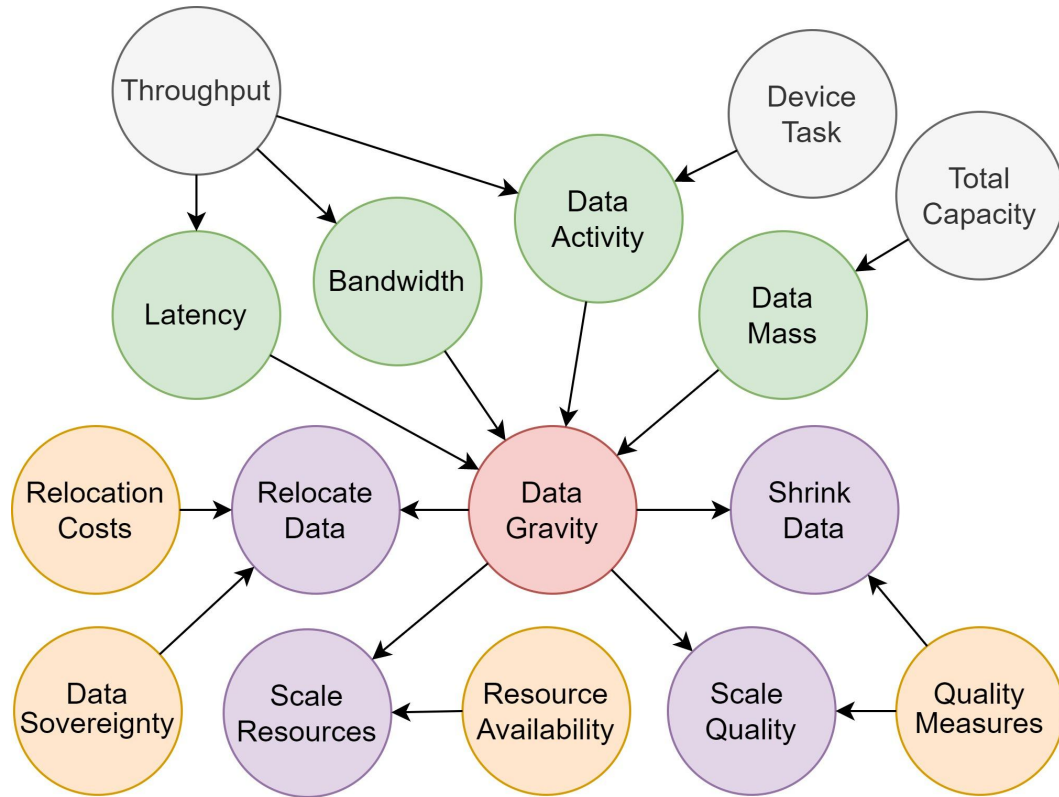 Throughput
Device
Task
Total
Capacity
Data
Activity
Bandwidth
Latency
Data
Mass
Relocation
Costs
Relocate
Data
Data
Gravity
Shrink
Data
Data
Sovereignty
Scale
Resources
Resource
Availability
Scale
Quality
Quality
Measures